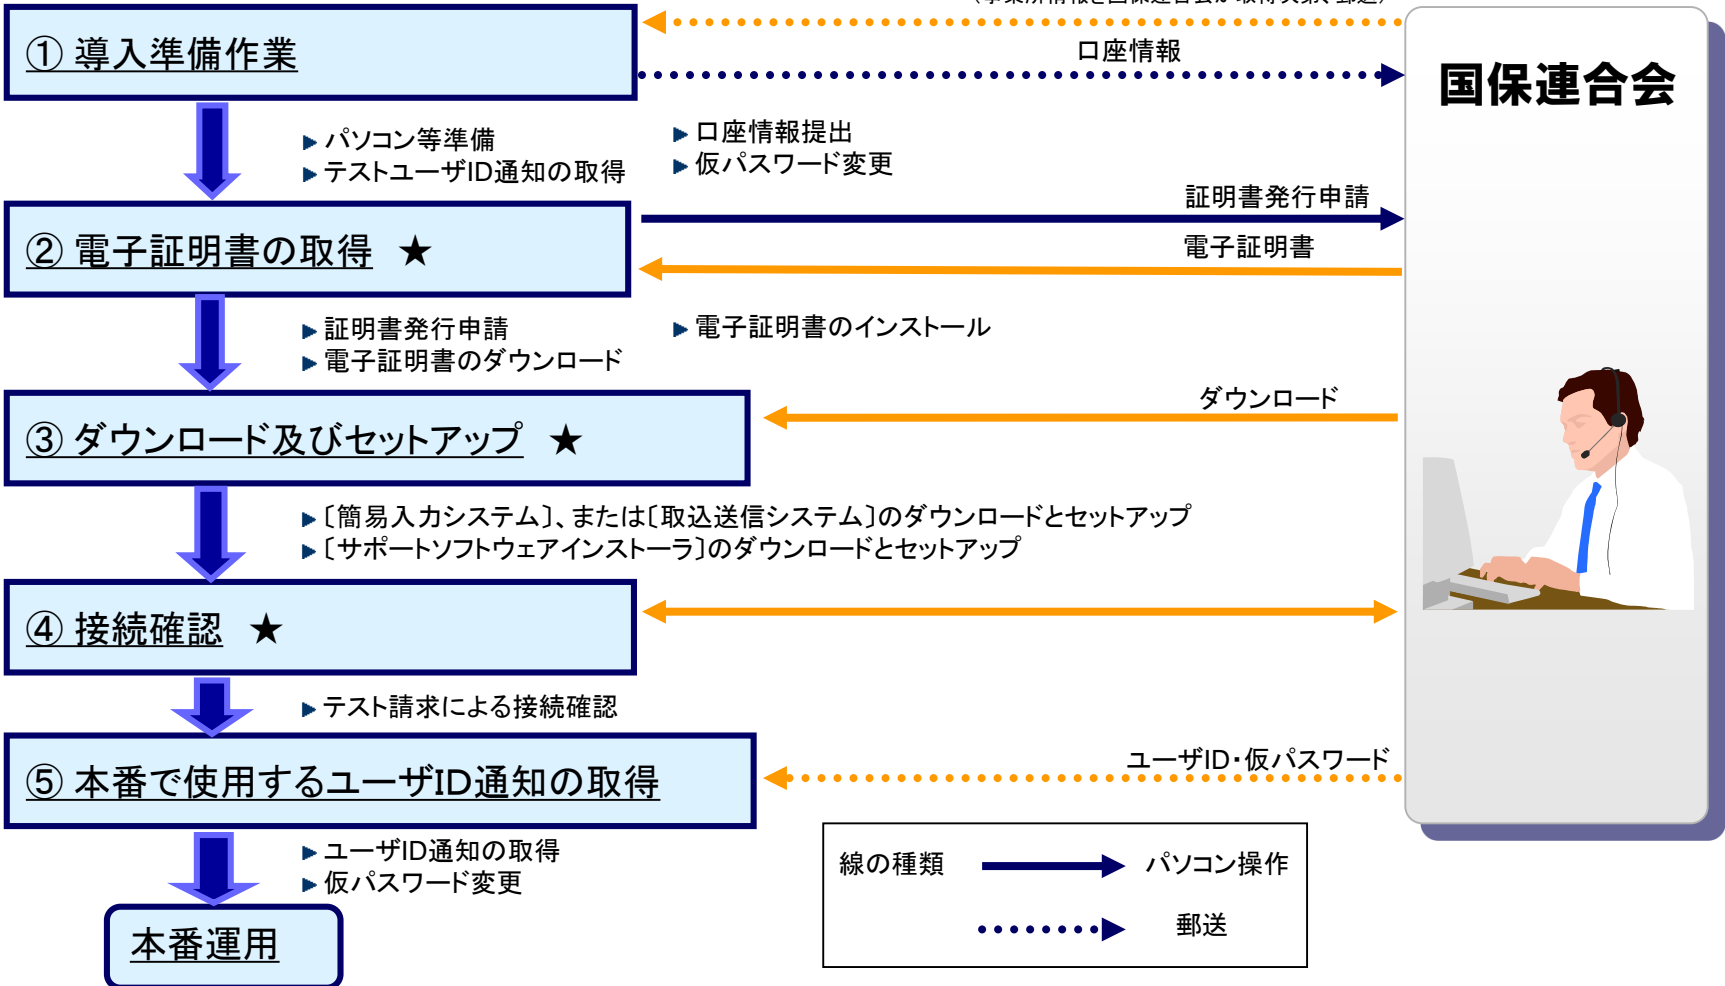 ① 導入準備作業
口座情報
国保連合会
▶ パソコン等準備
▶ テストユーザID通知の取得
▶ 口座情報提出
▶ 仮パスワード変更
証明書発行申請
② 電子証明書の取得 ★
電子証明書
▶ 証明書発行申請
▶ 電子証明書のダウンロード
▶ 電子証明書のインストール
ダウンロード
③ ダウンロード及びセットアップ ★
▶ 〔簡易入力システム〕、または〔取込送信システム〕のダウンロードとセットアップ
▶ 〔サポートソフトウェアインストーラ〕のダウンロードとセットアップ
④ 接続確認 ★
▶ テスト請求による接続確認
ユーザID・仮パスワード
⑤ 本番で使用するユーザID通知の取得
▶ ユーザID通知の取得
▶ 仮パスワード変更
線の種類 パソコン操作
郵送
本番運用